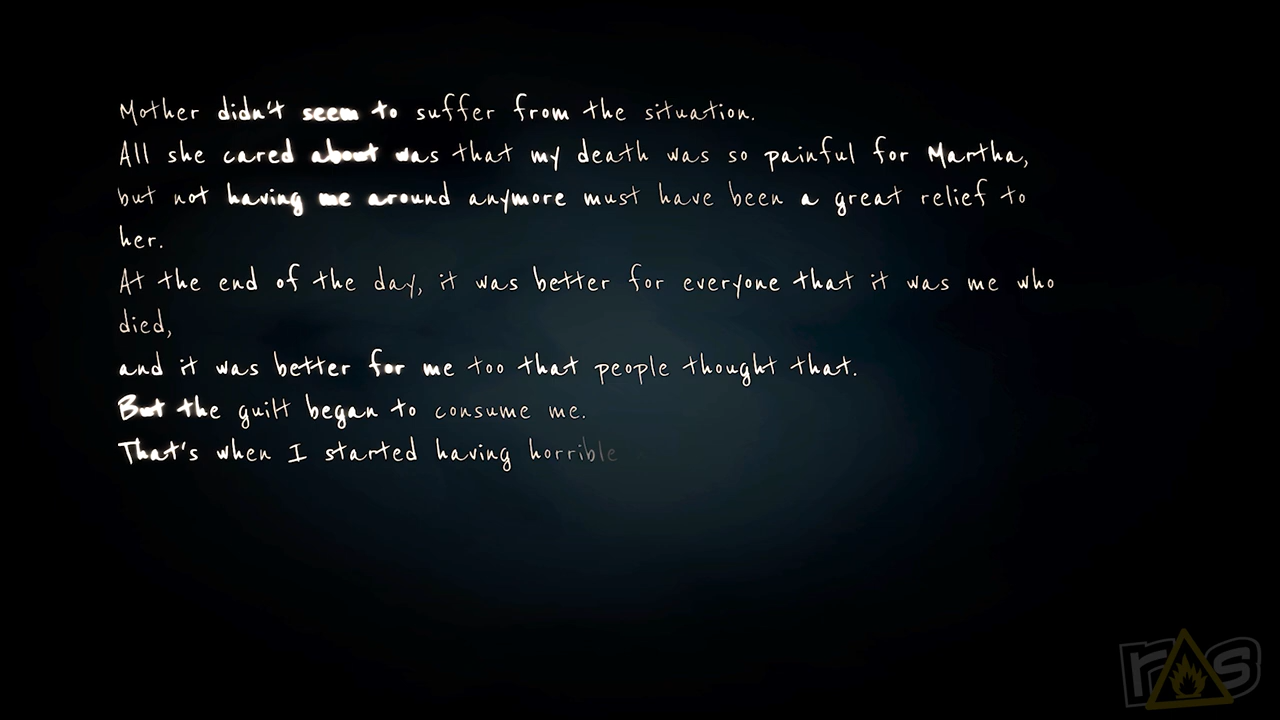 Mother didn't seem to suffer from the situation.
All she cared about was that my death was so painful for Martha,
but not having me around anymore must have been a great relief to
her.
At the end of the day, it was better for everyone that it was me who
died,
and it was better for me too that people thought that.
But the guilt began to consume me.
That's when I started having horrible
ras